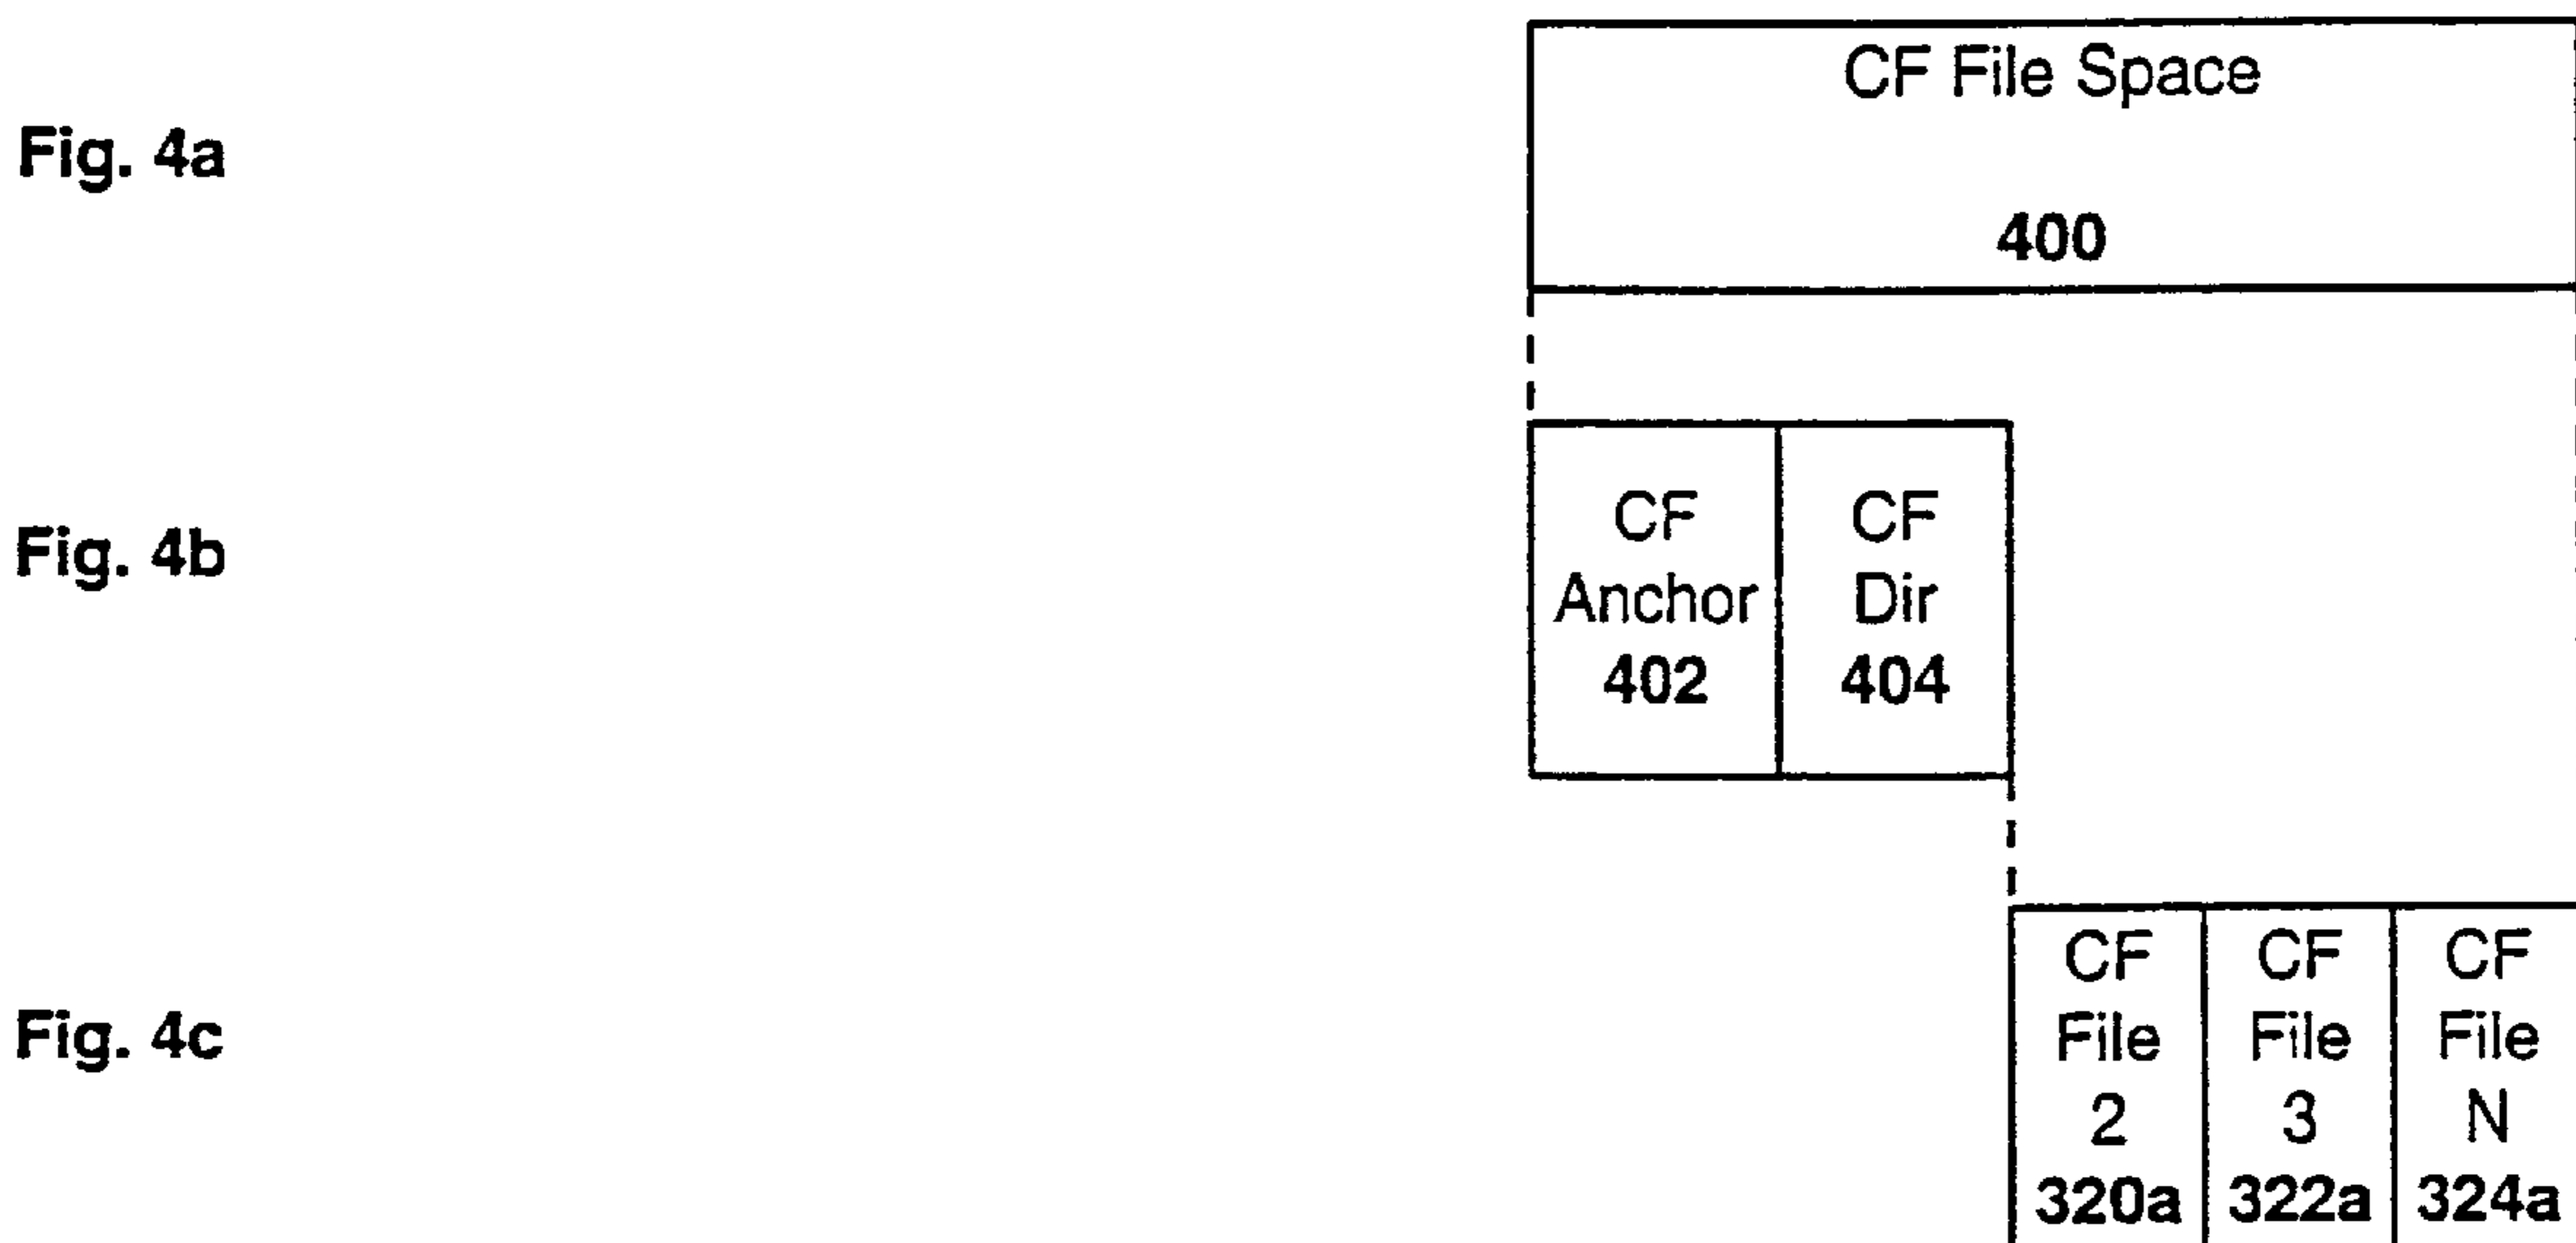 CF File Space
Fig. 4a
400
CF CF
Fig. 4b
Anchor Dir
402 404
CF CF CF
Fig. 4c
File File File
2 3 N
320a 322a 324a